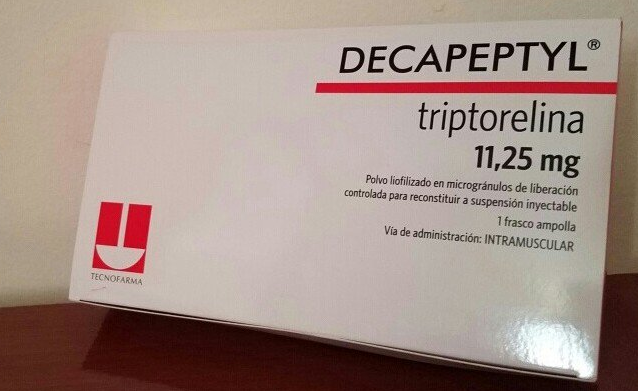 DECAPEPTYL®
triptorelina
11,25 mg
Polvo liofilizado en microgránulos de liberación
controlada para reconstituir a suspensión inyectable
1 frasco ampolla
Vía de administración: INTRAMUSCULAR
TECNOFARMA